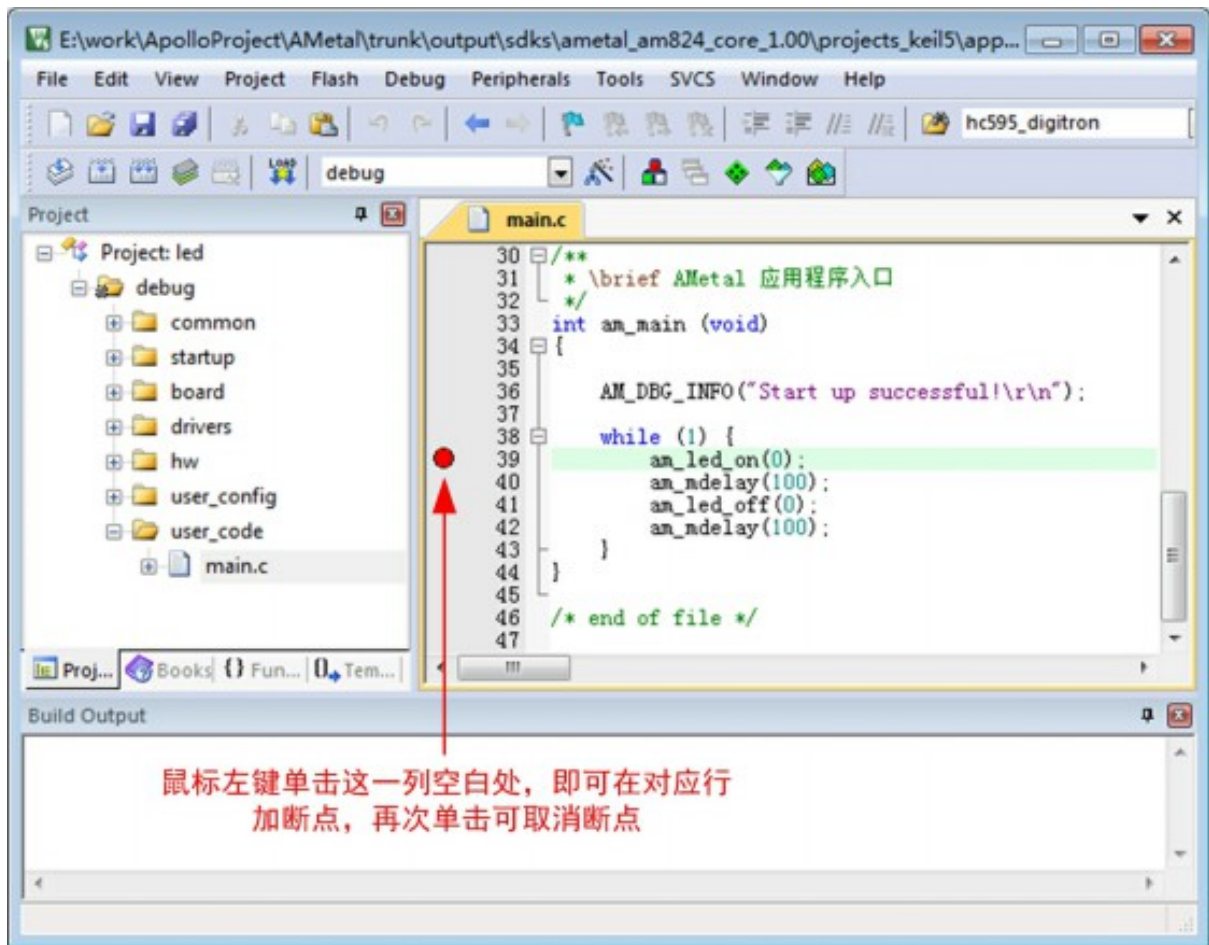 E:\work\ApolloProject\AMetal\trunk\output\sdks\ametal_am824_core_1.00\projects_keil5\app...
File Edit View Project Flash Debug Peripherals Tools SVCS Window Help
hc595_digitron
LOAD debug
Project
main.c
Project: led
debug
common
startup
board
drivers
hw
user_config
user_code
main.c
30 /**
31 * \brief AMetal 应用程序入口
32 */
33 int am_main (void)
34 {
35
36 AM_DBG_INFO("Start up successful!\r\n");
37
38 while (1) {
39 am_led_on(0);
40 am_mdelay(100);
41 am_led_off(0);
42 am_mdelay(100);
43 }
44 }
45
46 /* end of file */
47
Proj... Books {} Fun... 0 Tem...
Build Output
鼠标左键单击这一列空白处，即可在对应行
加断点，再次单击可取消断点